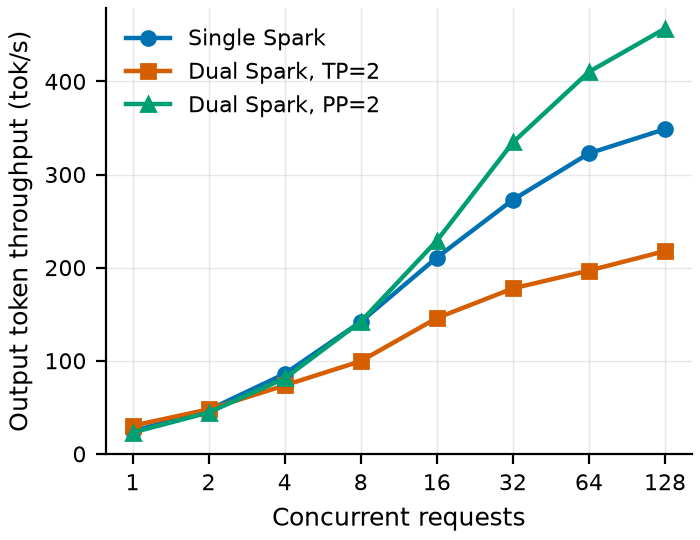 Single Spark
Dual Spark, TP=2
Dual Spark, PP=2
Output token throughput (tok/s)
400
300
200
100
0
1 2 4 8 16 32 64 128
Concurrent requests